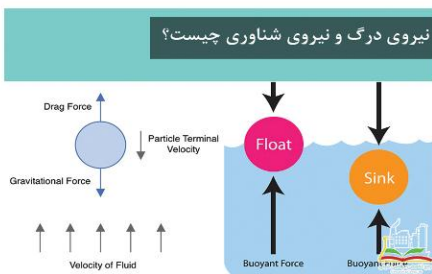 نیروی درگ و نیروی شناوری چیست؟
Drag Force
Particle Terminal
Velocity
Gravitational Force
Velocity of Fluid
Float
Sink
Buoyant Force
Buoyant